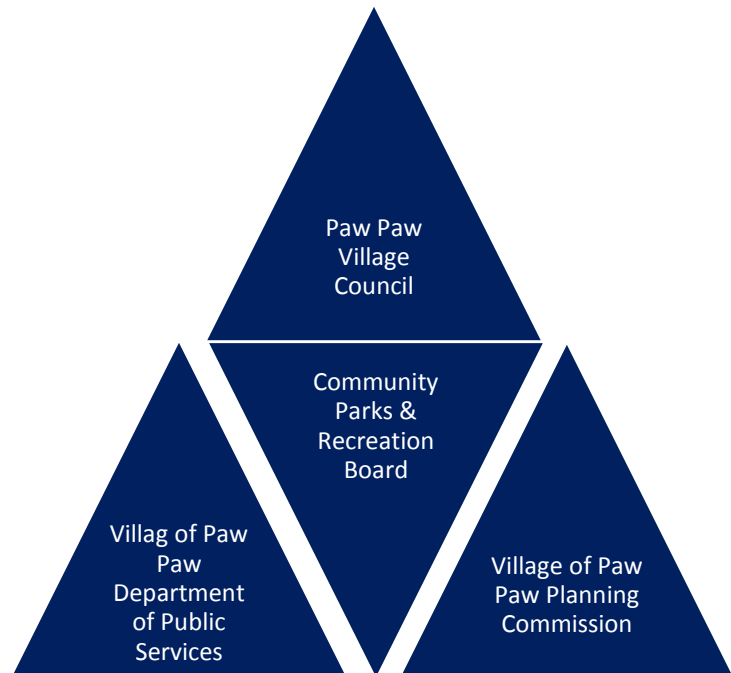 Paw Paw
Village
Council
Community
Parks &
Recreation
Board
Villag of Paw
Paw
Department
of Public
Services
Village of Paw
Paw Planning
Commission